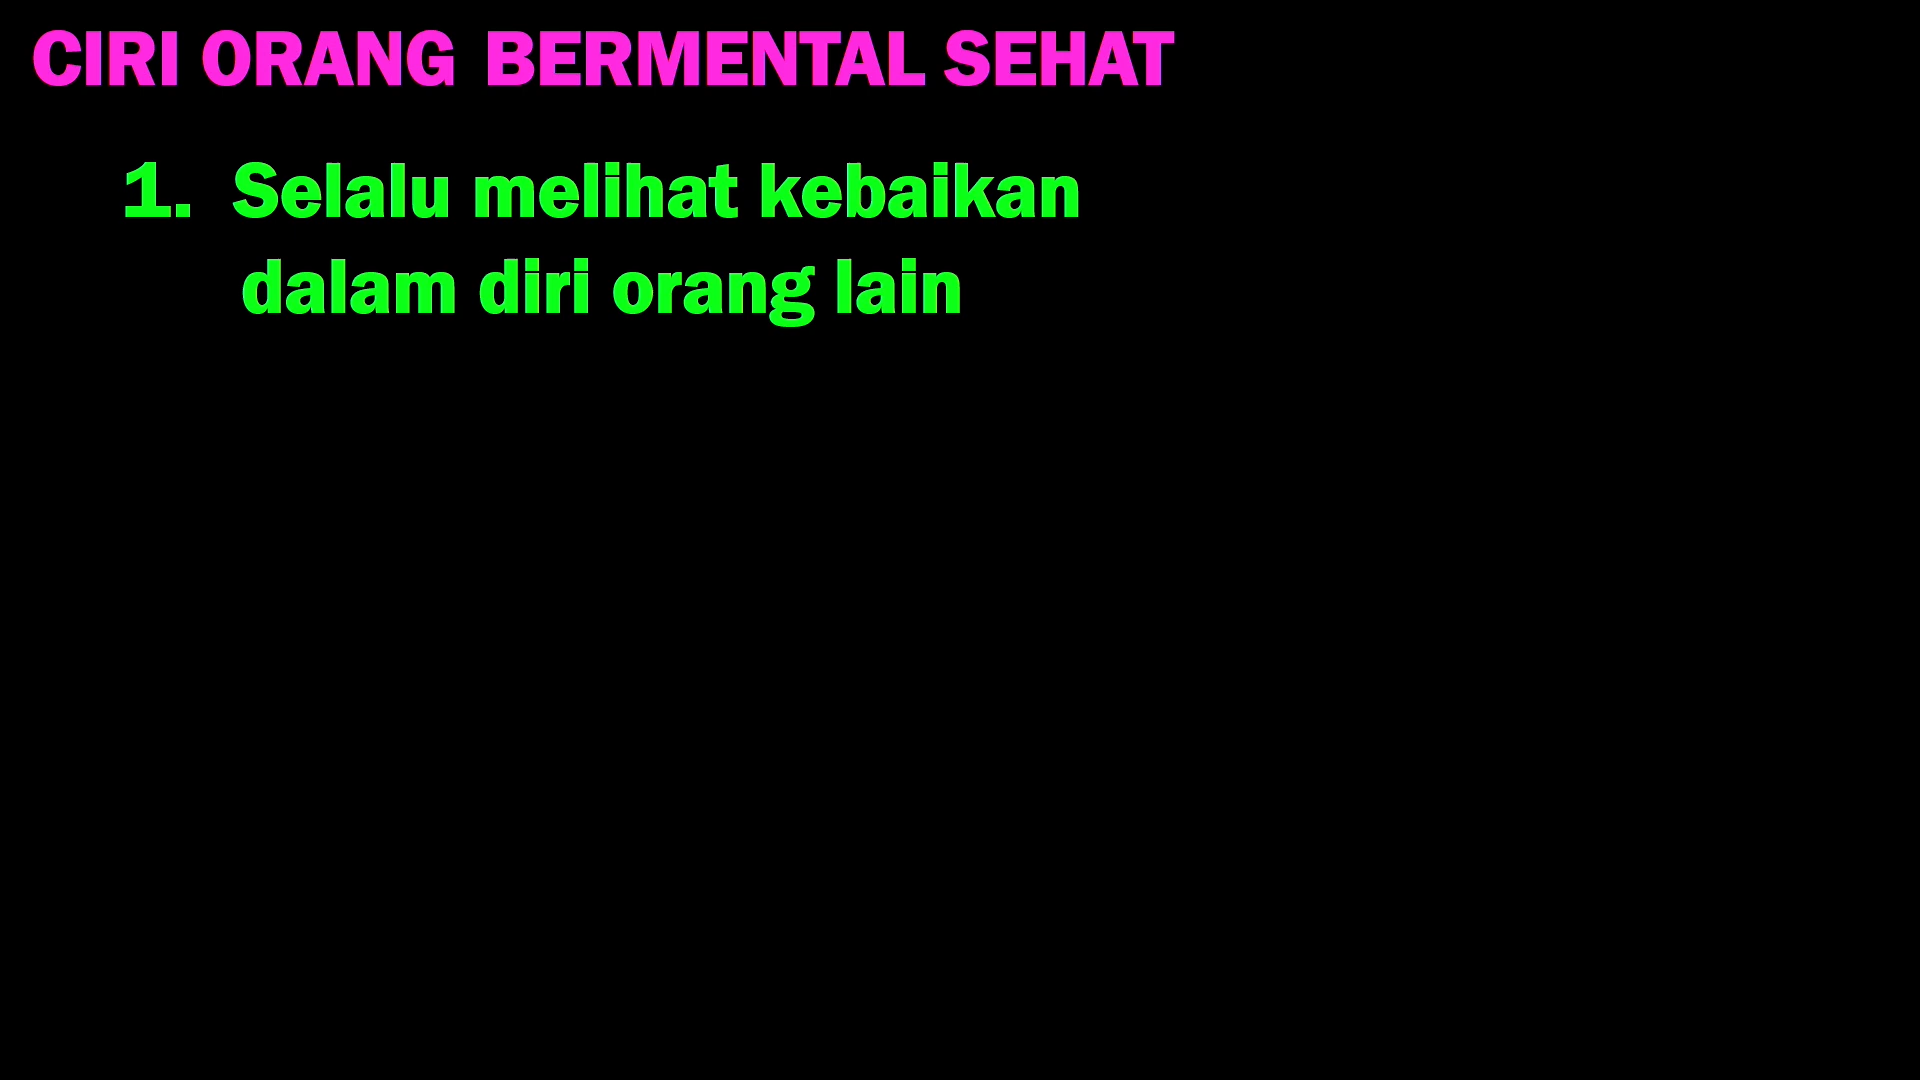 CIRI ORANG BERMENTAL SEHAT
1. Selalu melihat kebaikan
dalam diri orang lain